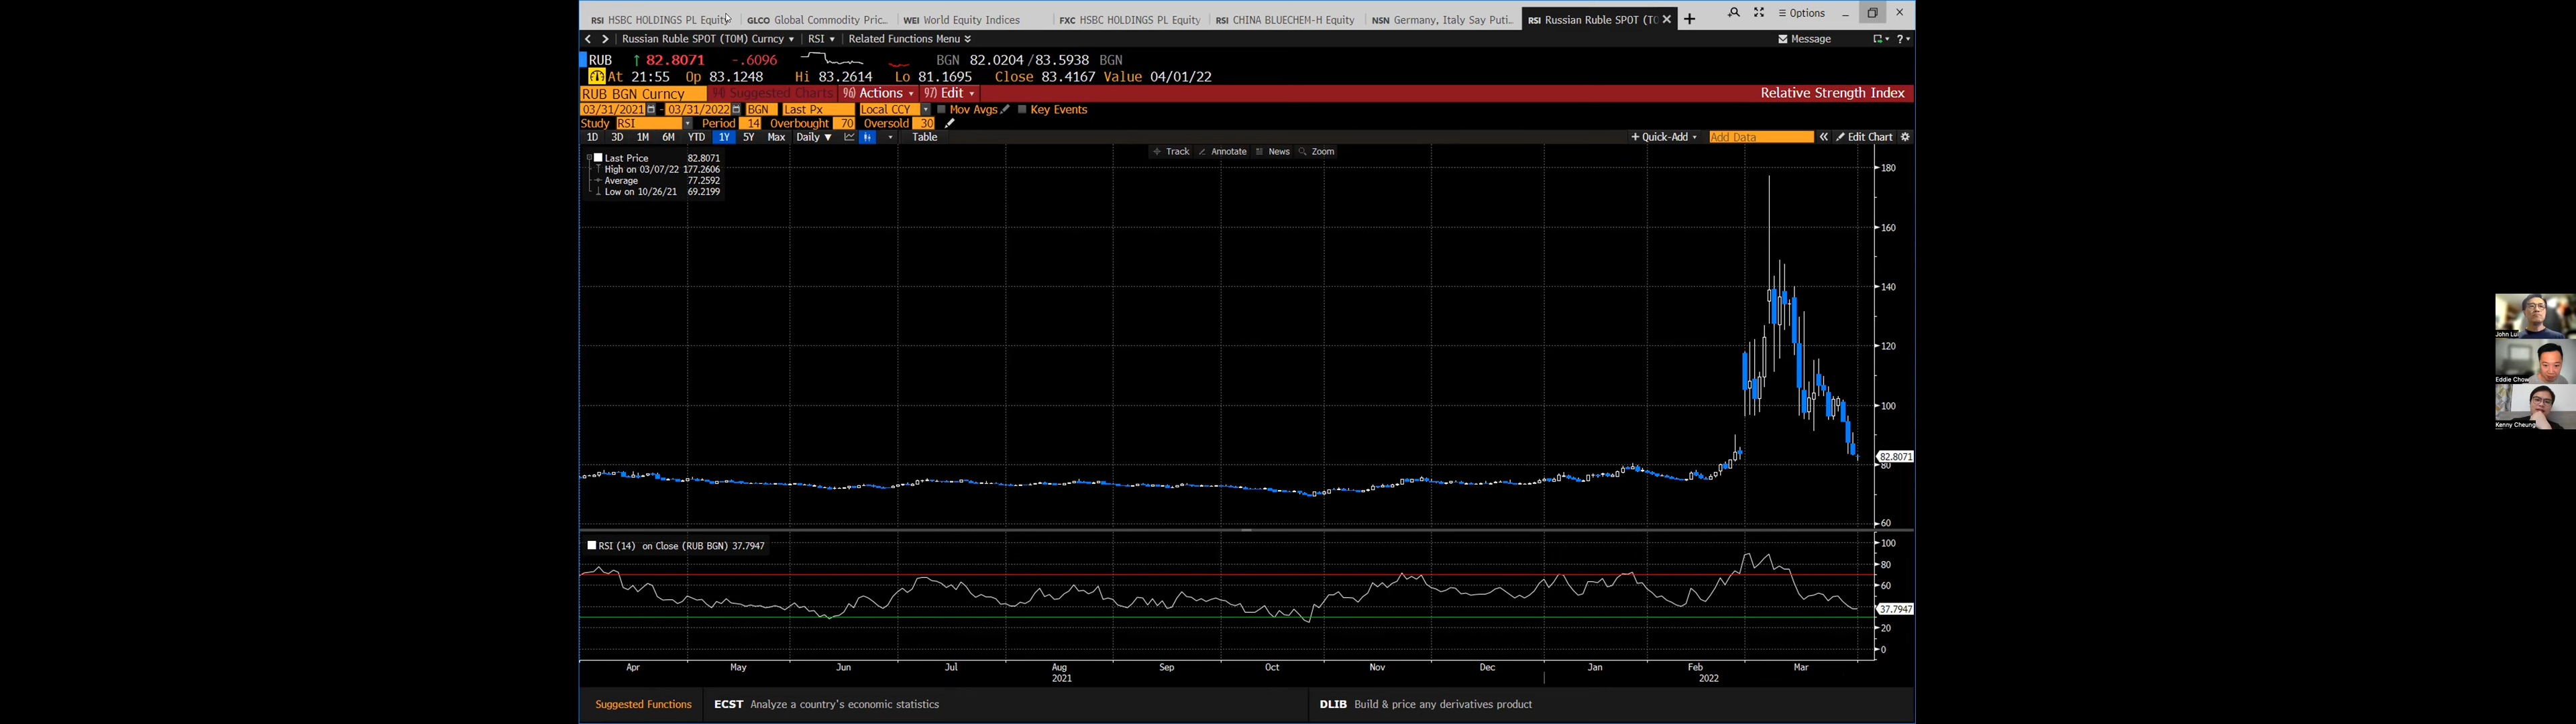 RSI HSBC HOLDINGS PL Equity GLCO Global Commodity Pric... WEI World Equity Indices FXC HSBC HOLDINGS PL Equity RSI CHINA BLUECHEM-H Equity NSN Germany, Italy Say Puti... RSI Russian Ruble SPOT (TO × + Options
Russian Ruble SPOT (TOM) Curncy RSI Related Functions Menu Message ?
RUB ↑ 82.8071 -.6096 BGN 82.0204 /83.5938 BGN
At 21:55 Op 83.1248 Hi 83.2614 Lo 81.1695 Close 83.4167 Value 04/01/22
RUB BGN Curncy Suggested Charts 96) Actions 97) Edit Relative Strength Index
03/31/2021 - 03/31/2022 BGN Last Px Local CCY Mov Avgs Key Events
Study RSI Period 14 Overbought 70 Oversold 30
1D 3D 1M 6M YTD 1Y 5Y Max Daily ▼ Table + Quick-Add Add Data « Edit Chart
Track Annotate News Zoom
Last Price 82.8071
High on 03/07/22 177.2606
Average 77.2592
Low on 10/26/21 69.2199
180
160
140
120
100
82.8071
80
60
RSI (14) on Close (RUB BGN) 37.7947
100
80
60
37.7947
20
0
Apr May Jun Jul Aug Sep Oct Nov Dec Jan Feb Mar
2021 2022
Suggested Functions ECST Analyze a country's economic statistics DLIB Build & price any derivatives product
John Lui
Eddie Chow
Kenny Cheung